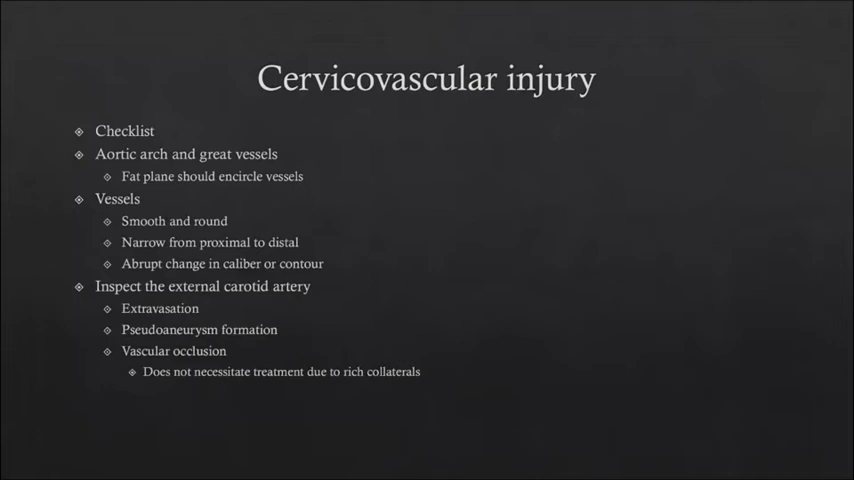 Cervicovascular injury
Checklist
Aortic arch and great vessels
Fat plane should encircle vessels
Vessels
Smooth and round
Narrow from proximal to distal
Abrupt change in caliber or contour
Inspect the external carotid artery
Extravasation
Pseudoaneurysm formation
Vascular occlusion
Does not necessitate treatment due to rich collaterals